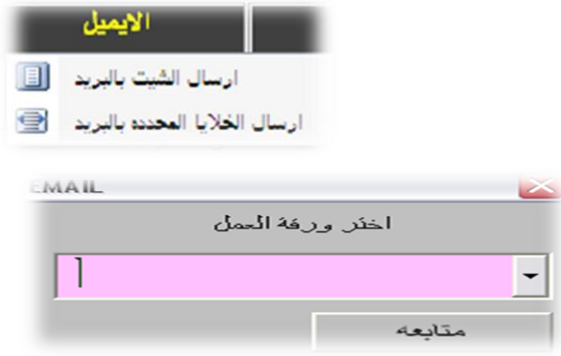 الايميل
ارسال الشيت بالبريد
ارسال الخلايا المحدده بالبريد
EMAIL
اختر ورقة العمل
متابعه